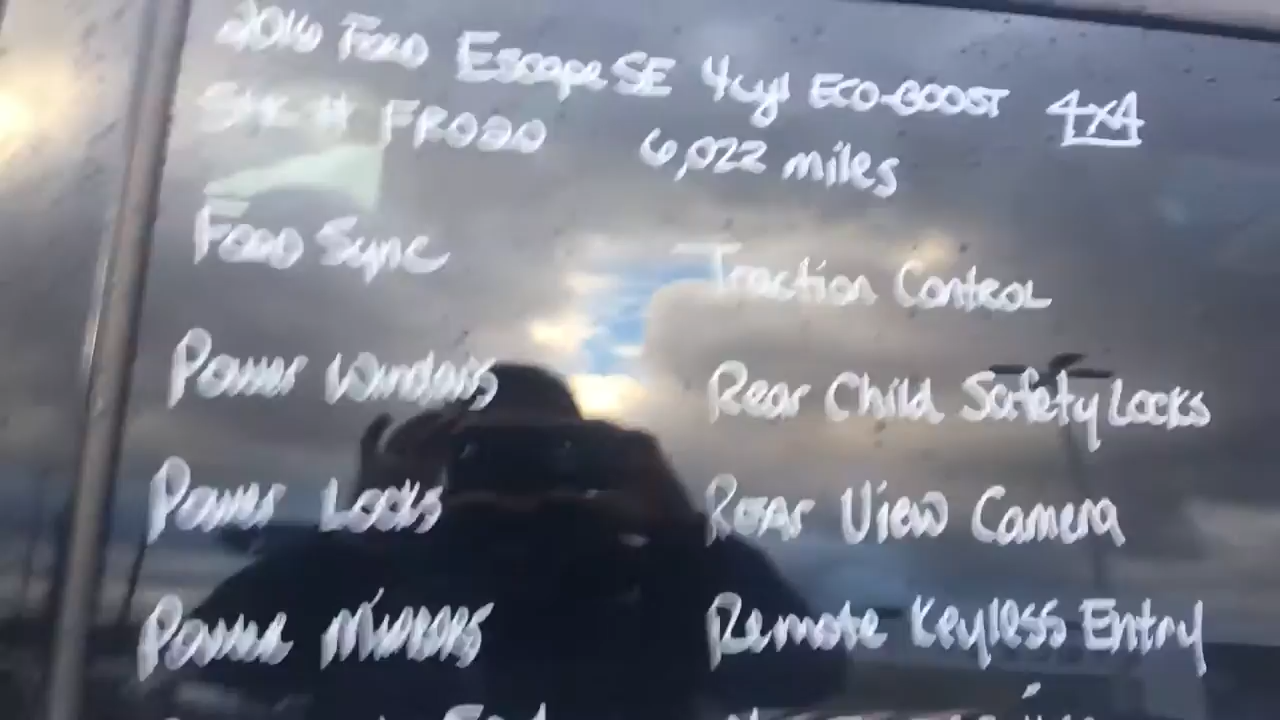 2016 Ford Escape SE 4cyl ECO-BOOST 4x4
Stk # FR020 6,022 miles
Ford Sync
Traction Control
Power Windows
Rear Child Safety Locks
Power Locks
Rear View Camera
Power Mirrors
Remote Keyless Entry